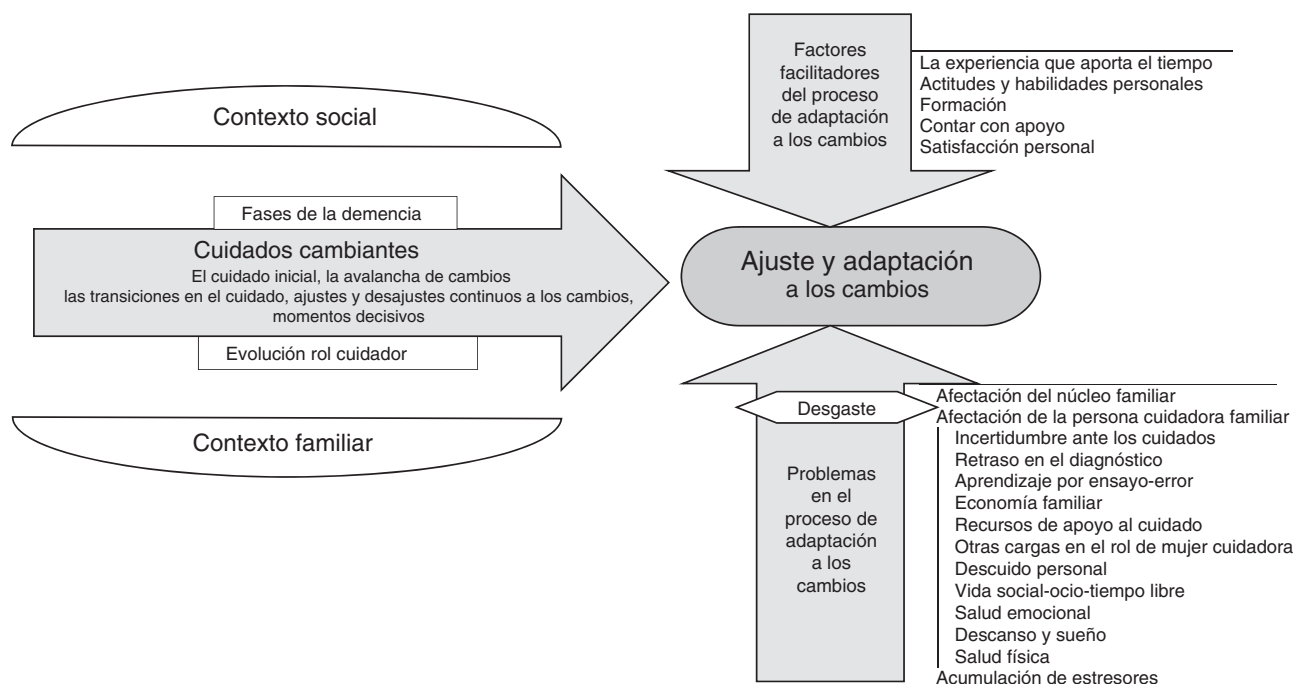 Contexto social
Fases de la demencia
Cuidados cambiantes
El cuidado inicial, la avalancha de cambios
las transiciones en el cuidado, ajustes y desajustes continuos a los cambios,
momentos decisivos
Evolución rol cuidador
Contexto familiar
Factores
facilitadores
del proceso
de adaptación
a los cambios
La experiencia que aporta el tiempo
Actitudes y habilidades personales
Formación
Contar con apoyo
Satisfacción personal
Ajuste y adaptación
a los cambios
Desgaste
Problemas
en el
proceso de
adaptación
a los
cambios
Afectación del núcleo familiar
Afectación de la persona cuidadora familiar
Incertidumbre ante los cuidados
Retraso en el diagnóstico
Aprendizaje por ensayo-error
Economía familiar
Recursos de apoyo al cuidado
Otras cargas en el rol de mujer cuidadora
Descuido personal
Vida social-ocio-tiempo libre
Salud emocional
Descanso y sueño
Salud física
Acumulación de estresores